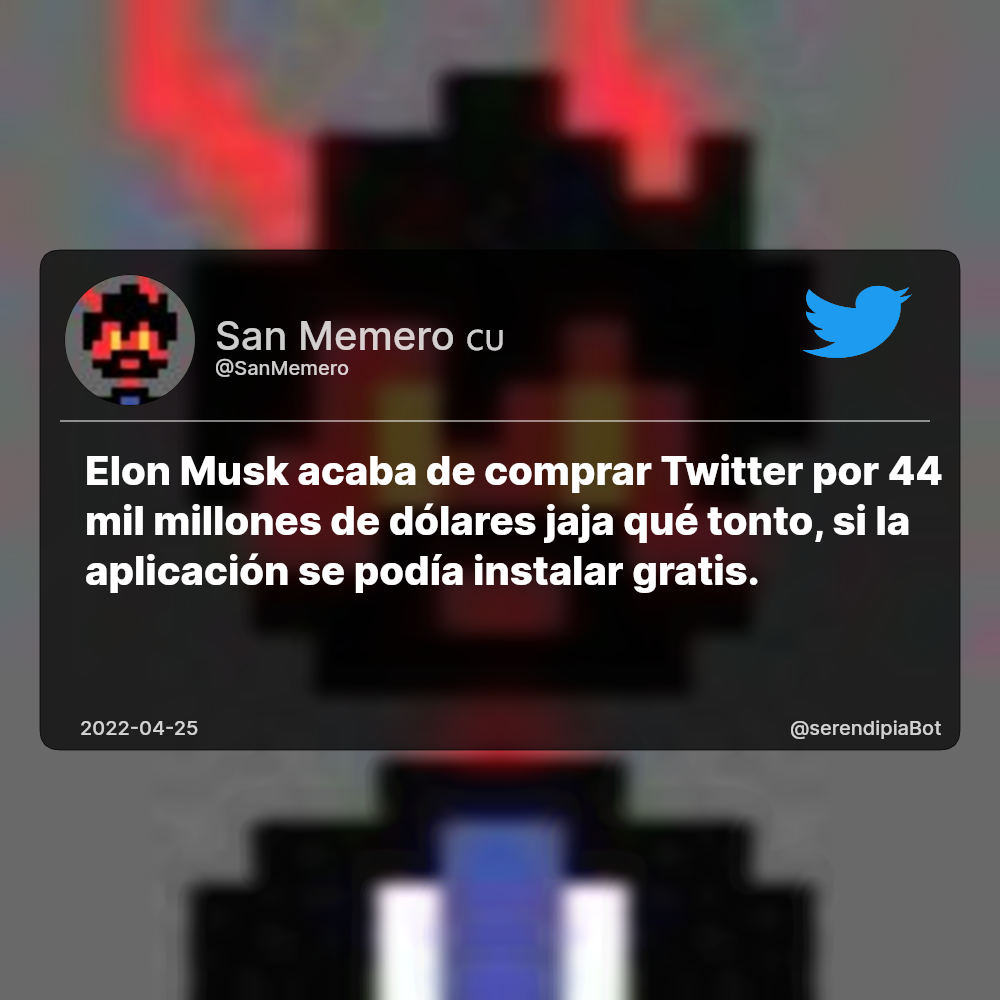 San Memero CU
@SanMemero
Elon Musk acaba de comprar Twitter por 44
mil millones de dólares jaja qué tonto, si la
aplicación se podía instalar gratis.
2022-04-25
@serendipiaBot